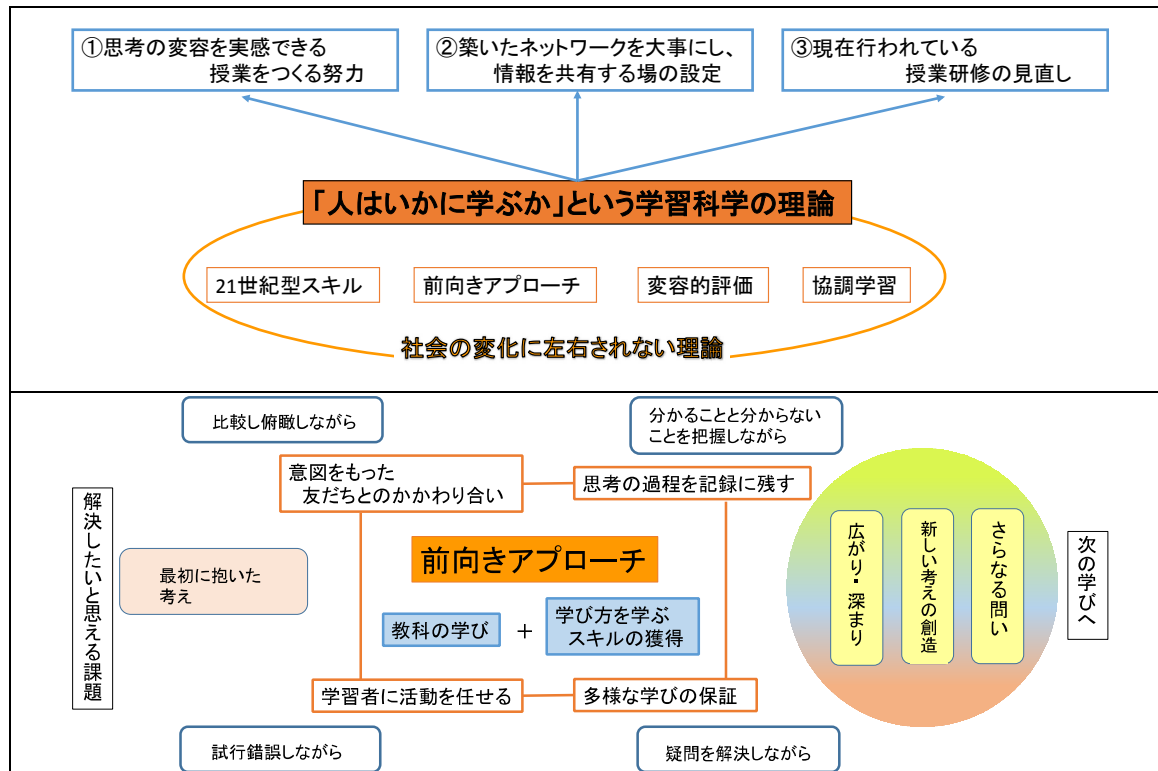 ①思考の変容を実感できる
授業をつくる努力
②築いたネットワークを大事にし、
情報を共有する場の設定
③現在行われている
授業研修の見直し
「人はいかに学ぶか」という学習科学の理論
21世紀型スキル
前向きアプローチ
変容的評価
協調学習
社会の変化に左右されない理論
比較し俯瞰しながら
分かることと分からない
ことを把握しながら
意図をもった
友だちとのかかわり合い
思考の過程を記録に残す
解決したいと思える課題
最初に抱いた
考え
前向きアプローチ
教科の学び
+
学び方を学ぶ
スキルの獲得
学習者に活動を任せる
多様な学びの保証
広がり・深まり
新しい考えの創造
さらなる問い
次の学びへ
試行錯誤しながら
疑問を解決しながら